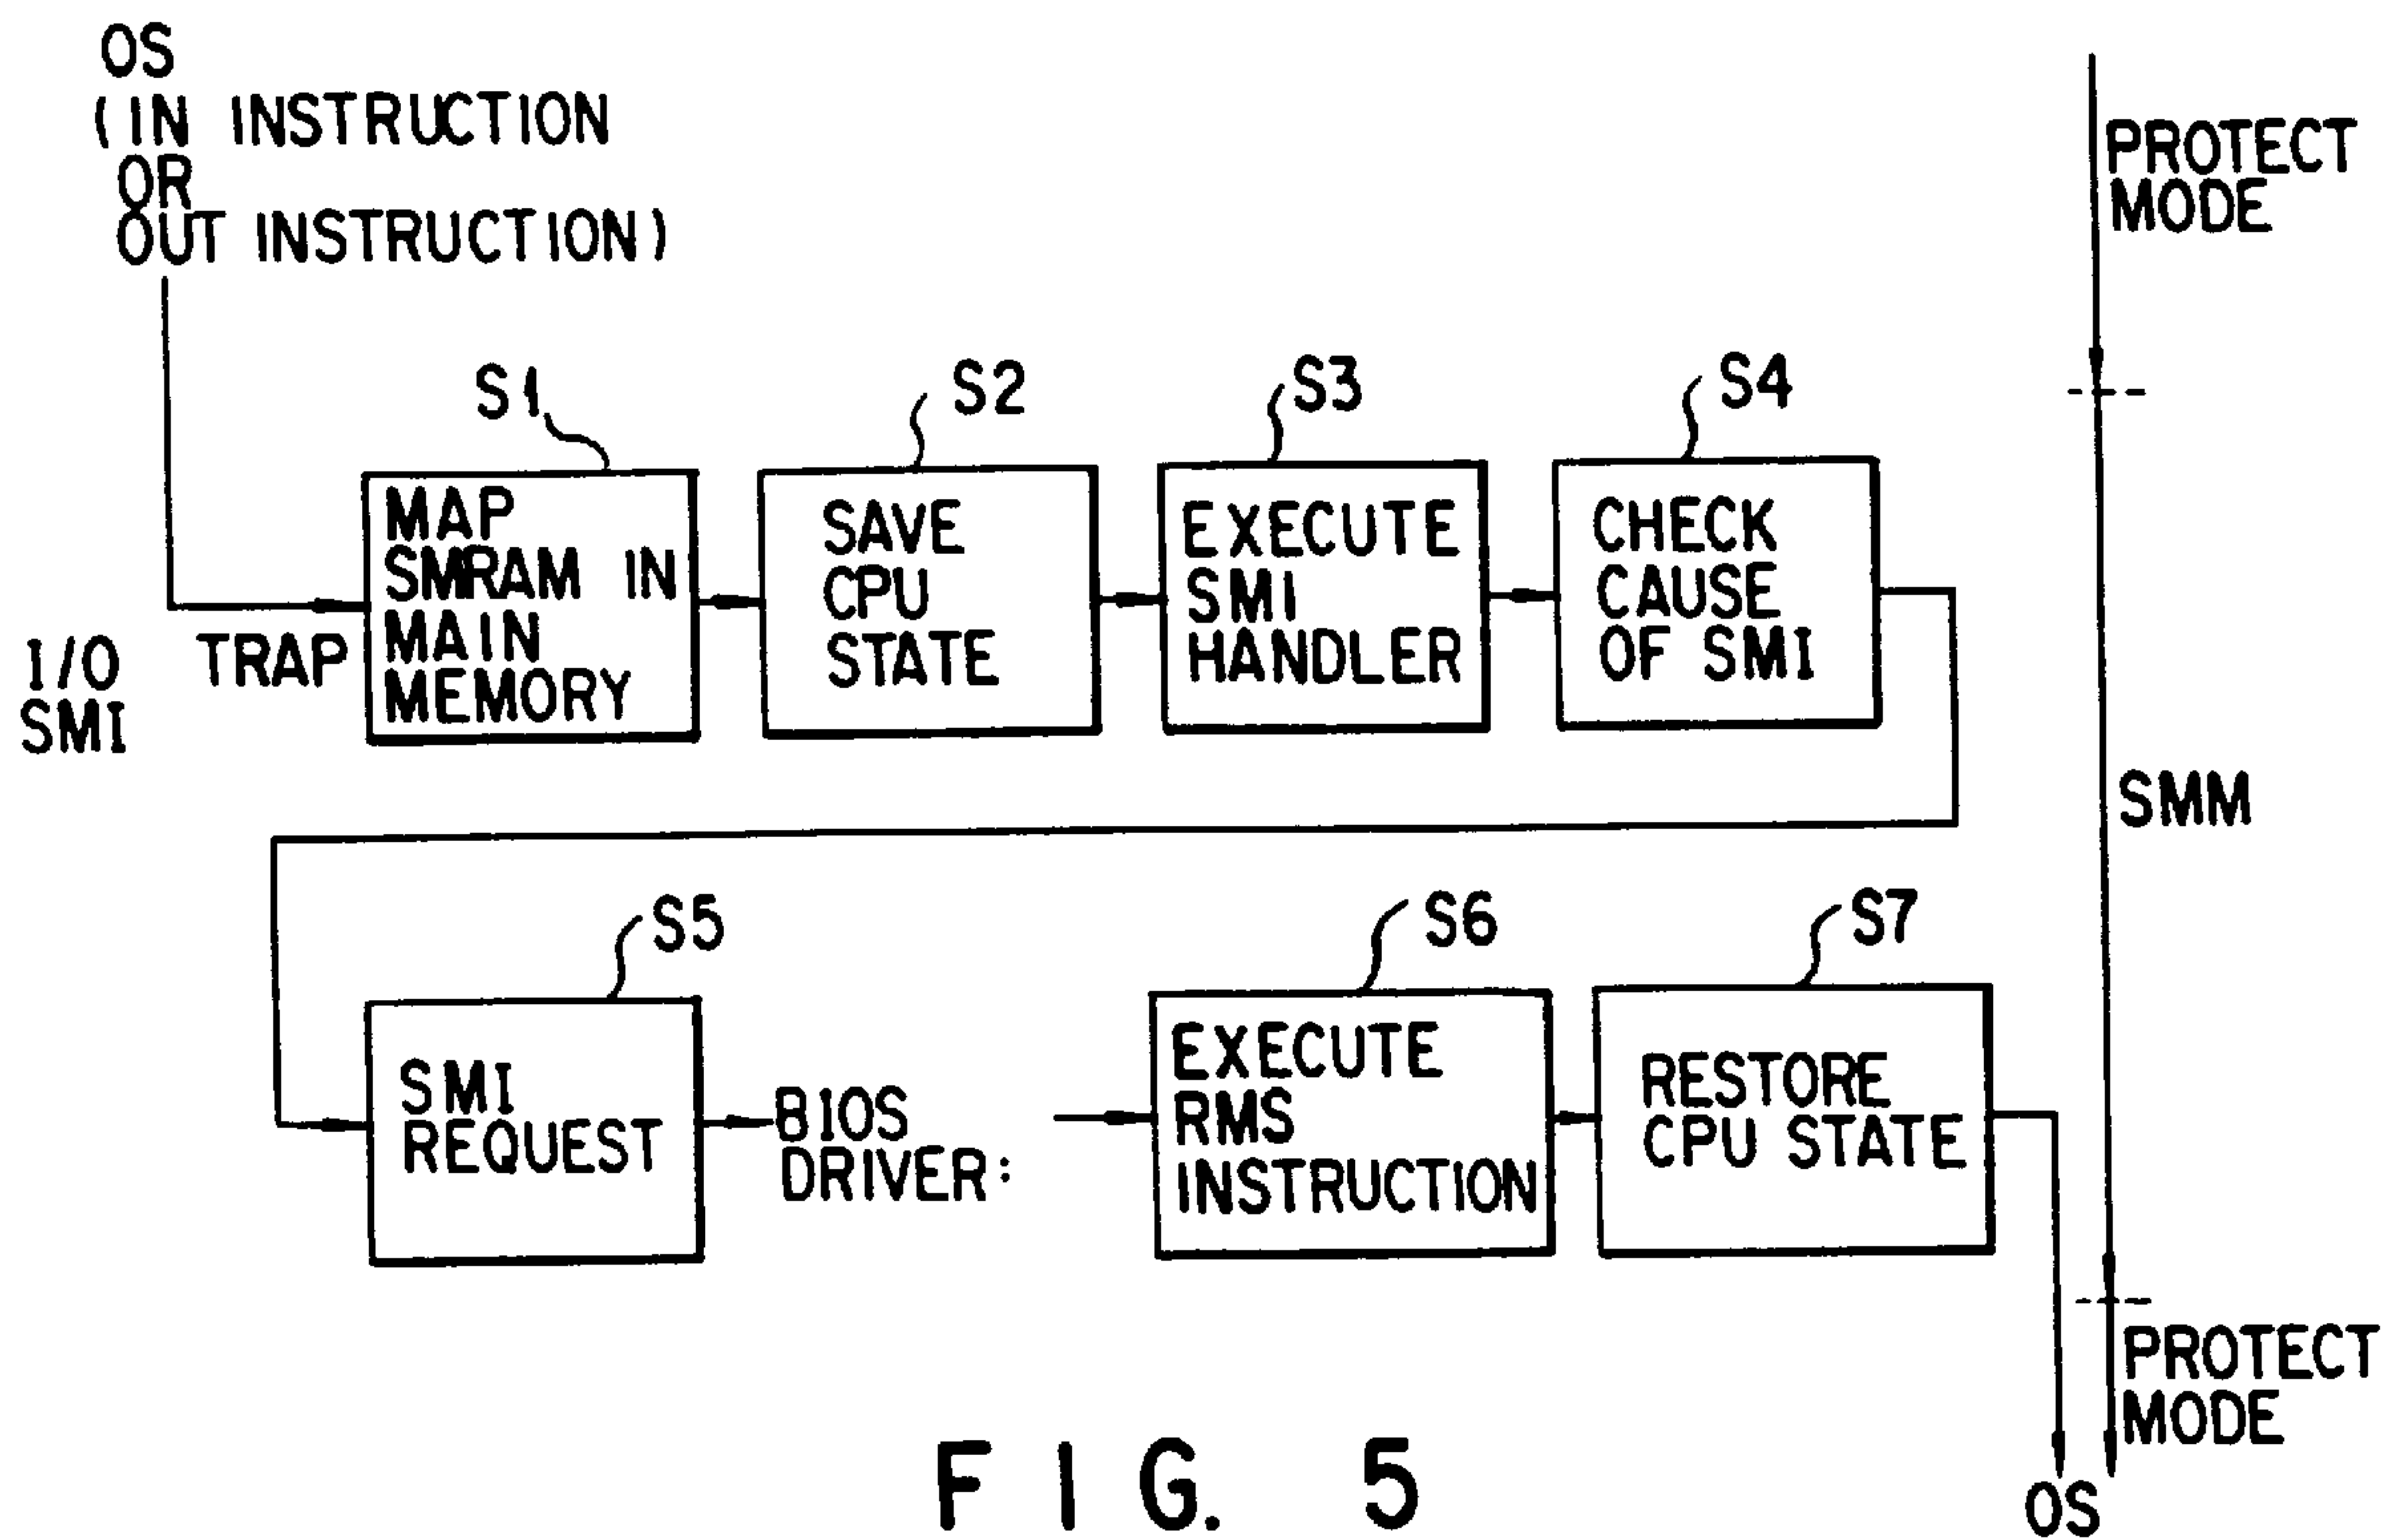 OS
(IN INSTRUCTION
OR
OUT INSTRUCTION)
PROTECT
MODE
S1
S2
S3
S4
MAP
SMRAM IN
MAIN
MEMORY
SAVE
CPU
STATE
EXECUTE
SMI
HANDLER
CHECK
CAUSE
OF SMI
I/O TRAP
SMI
SMM
S5
S6
S7
SMI
REQUEST
BIOS
DRIVER:
EXECUTE
RMS
INSTRUCTION
RESTORE
CPU STATE
PROTECT
MODE
OS
FIG. 5